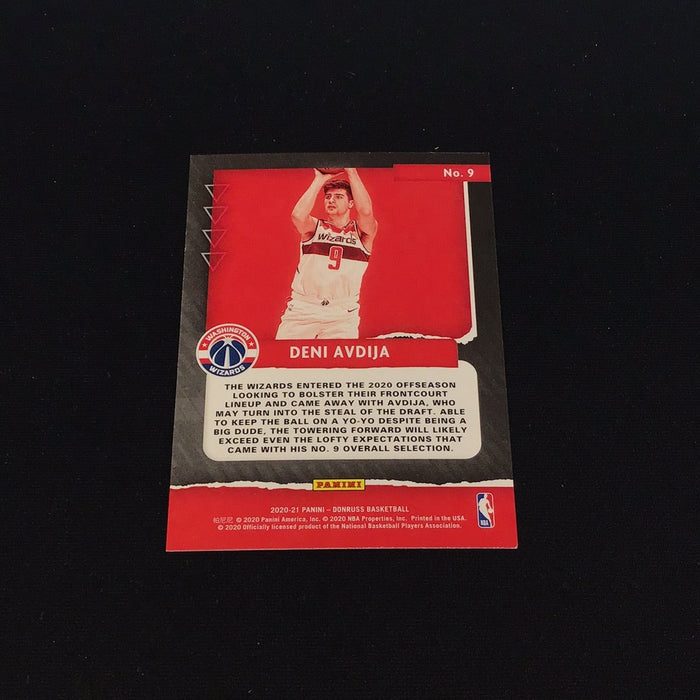 No. 9
Wizards
9
WASHINGTON
WIZARDS
DENI AVDIJA
THE WIZARDS ENTERED THE 2020 OFFSEASON
LOOKING TO BOLSTER THEIR FRONTCOURT
LINEUP AND CAME AWAY WITH AVDIJA, WHO
MAY TURN INTO THE STEAL OF THE DRAFT. ABLE
TO KEEP THE BALL ON A YO-YO DESPITE BEING A
BIG DUDE, THE TOWERING FORWARD WILL LIKELY
EXCEED EVEN THE LOFTY EXPECTATIONS THAT
CAME WITH HIS NO. 9 OVERALL SELECTION.
PANINI
2020-21 PANINI – DONRUSS BASKETBALL
帕尼尼 © 2020 Panini America, Inc. © 2020 NBA Properties, Inc. Printed in the USA.
© 2020 Officially licensed product of the National Basketball Players Association.
NBA